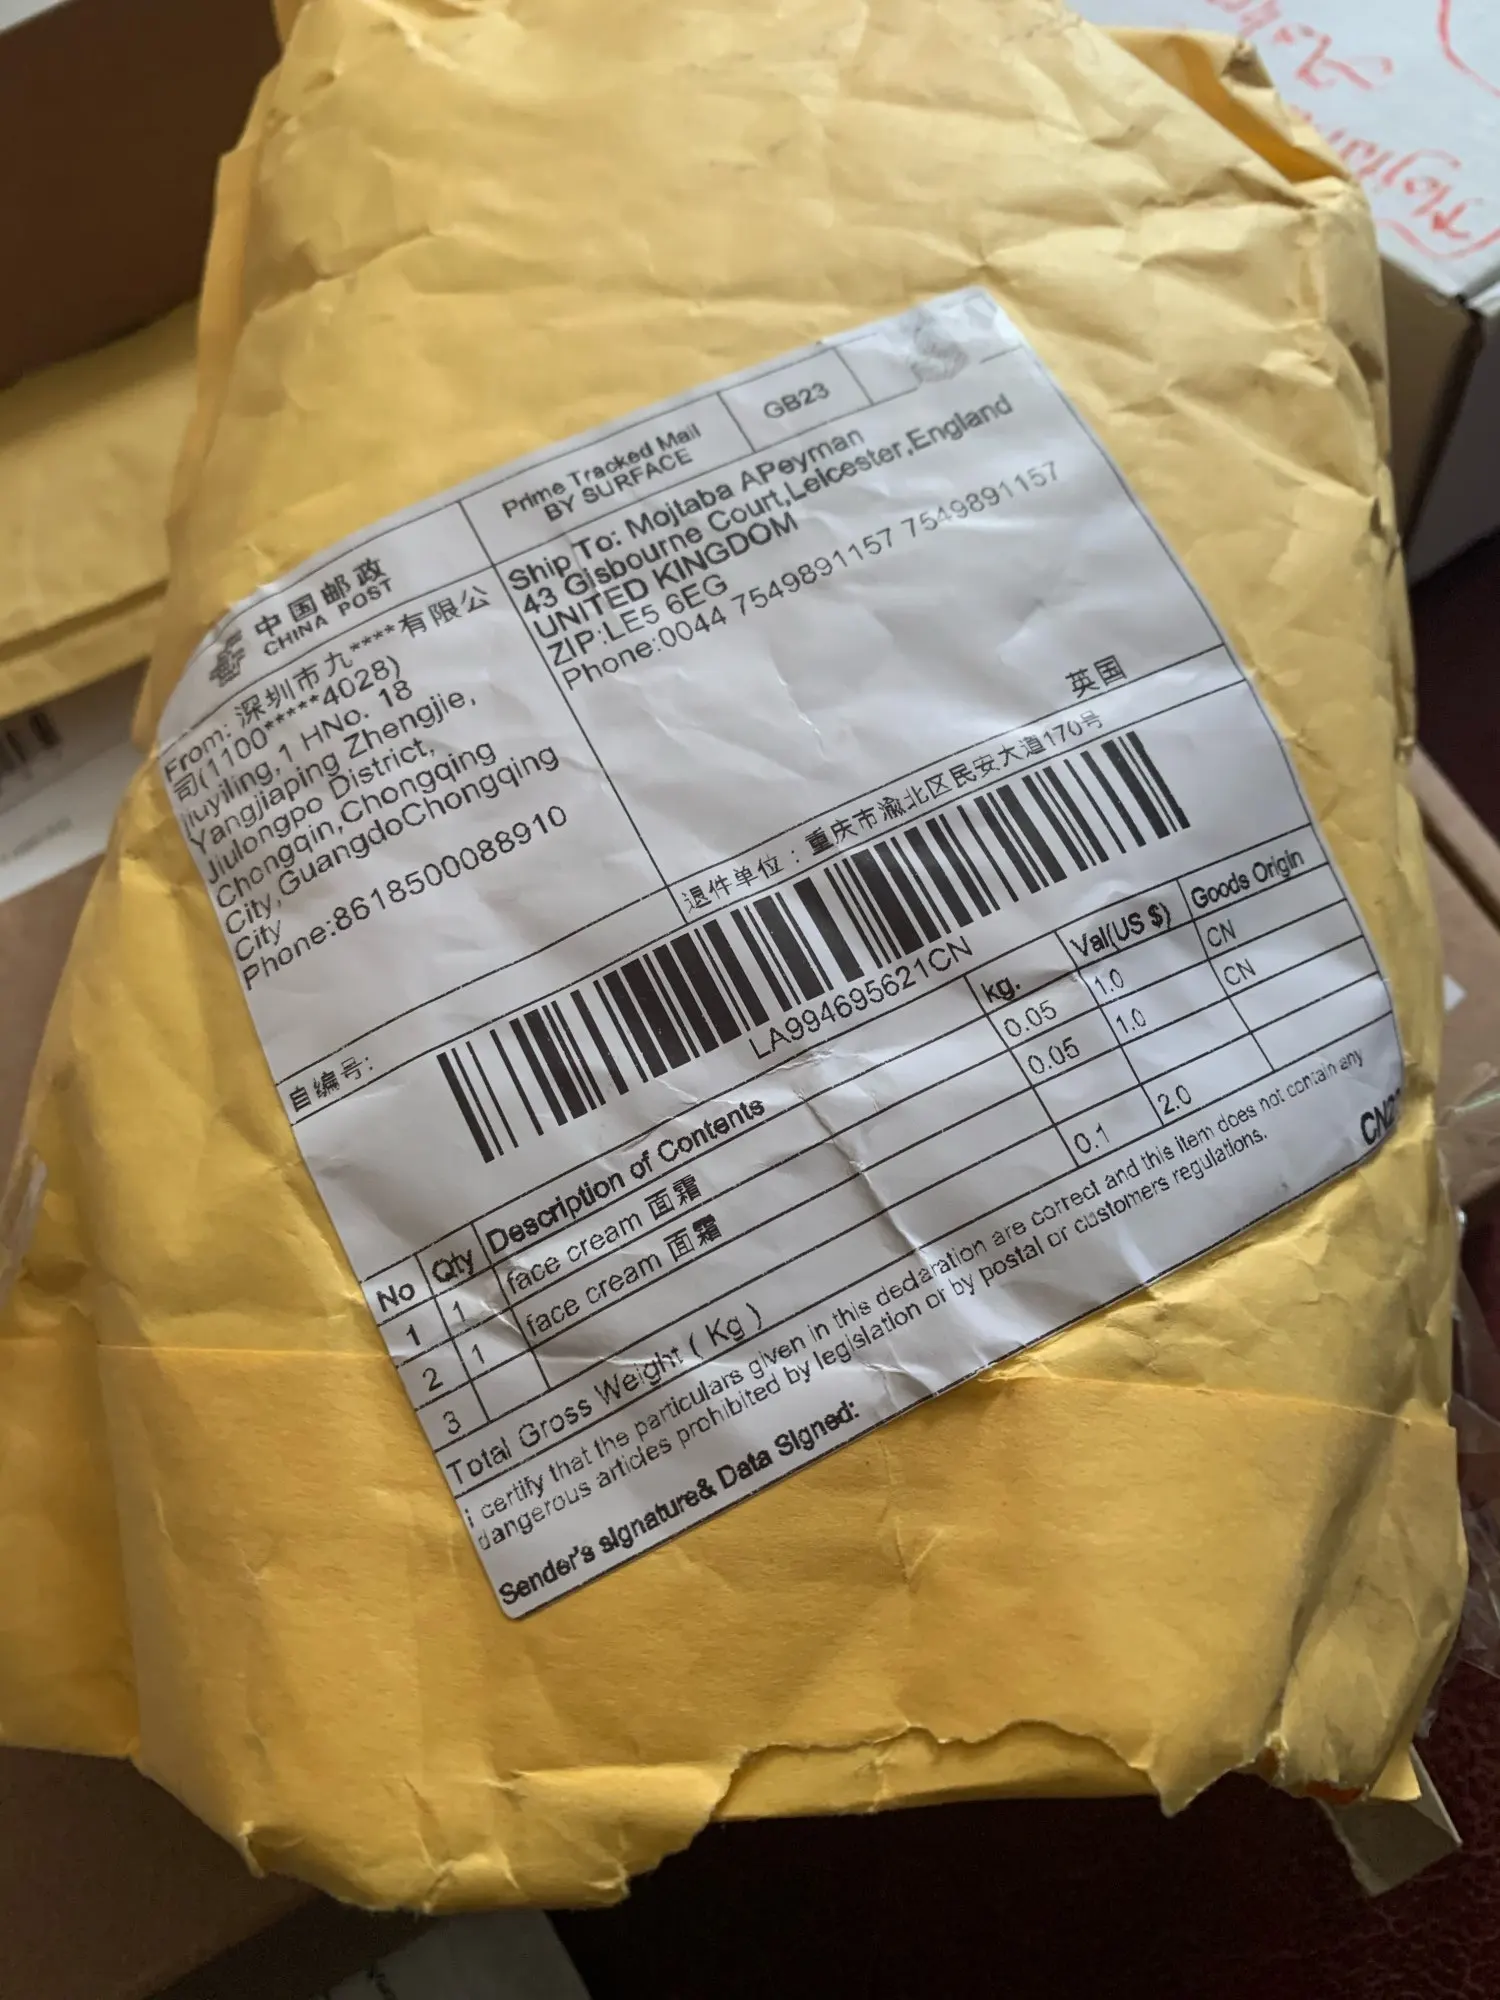 中国邮政
CHINA POST
Prime Tracked Mail
BY SURFACE
GB23
From: 深圳市九****有限公
司(1100*****4028)
jiuyiling, 1 HNo. 18
Yangjiaping Zhengjie,
Jiulongpo District,
Chongqin,Chongqing
City,GuangdoChongqing
City
Phone:8618500088910
Ship To: Mojtaba APeyman
43 Gisbourne Court,Leicester,England
UNITED KINGDOM
ZIP:LE5 6EG
Phone:0044 7549891157 7549891157
英国
退件单位：重庆市渝北区民安大道170号
自编号:
LA994695621CN
No Qty Description of Contents kg. Val(US $) Goods Origin
1 1 face cream 面霜 0.05 1.0 CN
2 1 face cream 面霜 0.05 1.0 CN
3
Total Gross Weight ( Kg ) 0.1 2.0
i certify that the particulars given in this declaration are correct and this item does not contain any
dangerous articles prohibited by legislation or by postal or customers regulations.
Sender's signature& Data Signed: